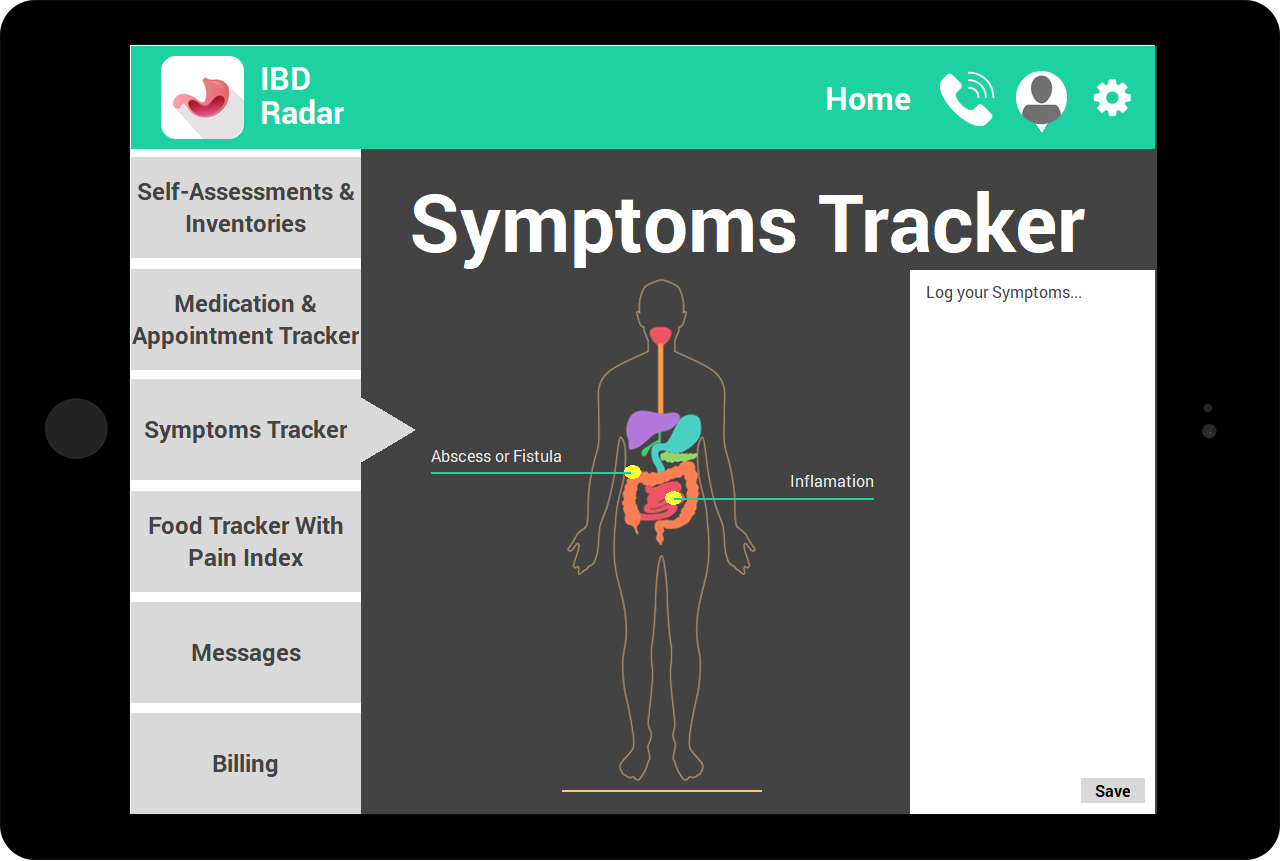 IBD
Radar
Home
Self-Assessments &
Inventories
Medication &
Appointment Tracker
Symptoms Tracker
Food Tracker With
Pain Index
Messages
Billing
Symptoms Tracker
Abscess or Fistula
Inflamation
Log your Symptoms...
Save